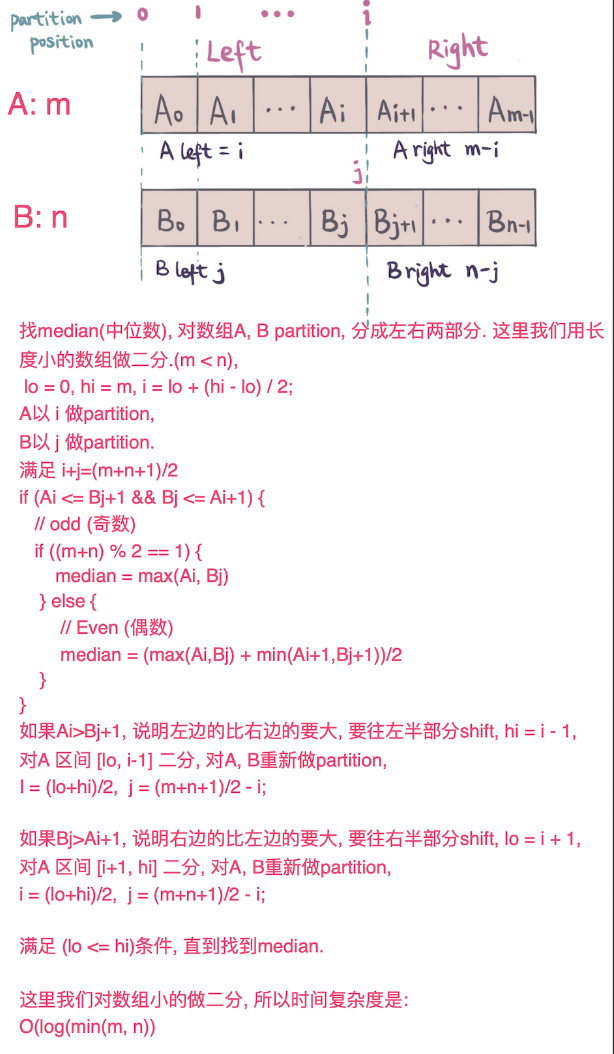 partition → 0 1 ... i
position
Left Right
A: m
A0 A1 ... Ai Ai+1 ... Am-1
A left = i A right m-i
j
B: n
B0 B1 ... Bj Bj+1 ... Bn-1
B left j B right n-j
找median(中位数), 对数组A, B partition, 分成左右两部分. 这里我们用长
度小的数组做二分.(m < n),
lo = 0, hi = m, i = lo + (hi - lo) / 2;
A以 i 做partition,
B以 j 做partition.
满足 i+j=(m+n+1)/2
if (Ai <= Bj+1 && Bj <= Ai+1) {
// odd (奇数)
if ((m+n) % 2 == 1) {
median = max(Ai, Bj)
} else {
// Even (偶数)
median = (max(Ai,Bj) + min(Ai+1,Bj+1))/2
}
}
如果Ai>Bj+1, 说明左边的比右边的要大, 要往左半部分shift, hi = i - 1,
对A 区间 [lo, i-1] 二分, 对A, B重新做partition,
I = (lo+hi)/2, j = (m+n+1)/2 - i;
如果Bj>Ai+1, 说明右边的比左边的要大, 要往右半部分shift, lo = i + 1,
对A 区间 [i+1, hi] 二分, 对A, B重新做partition,
i = (lo+hi)/2, j = (m+n+1)/2 - i;
满足 (lo <= hi)条件, 直到找到median.
这里我们对数组小的做二分, 所以时间复杂度是:
O(log(min(m, n))